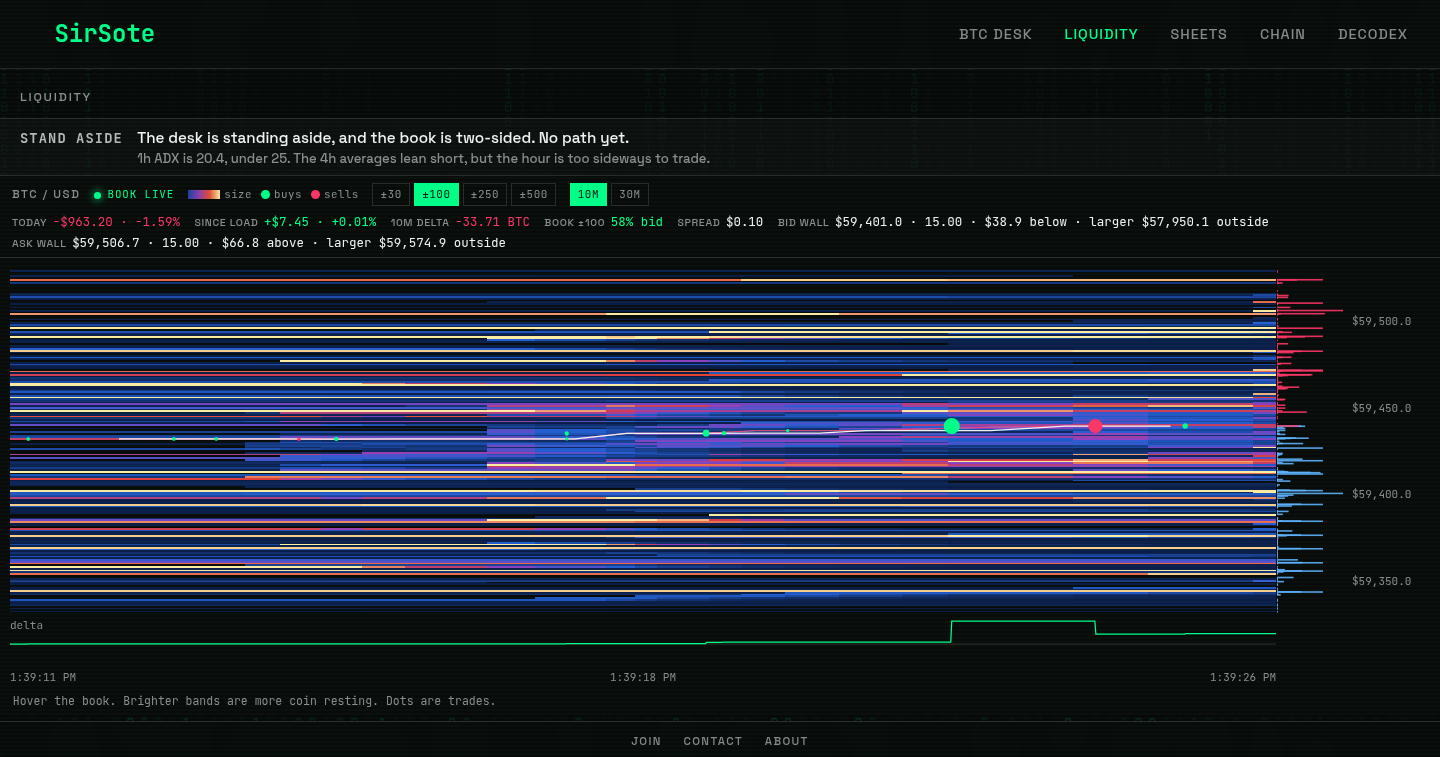 SirSote
BTC DESK LIQUIDITY SHEETS CHAIN DECODEX
LIQUIDITY
STAND ASIDE The desk is standing aside, and the book is two-sided. No path yet.
1h ADX is 20.4, under 25. The 4h averages lean short, but the hour is too sideways to trade.
BTC / USD BOOK LIVE size buys sells ±30 ±100 ±250 ±500 10M 30M
TODAY -$963.20 · -1.59% SINCE LOAD +$7.45 · +0.01% 10M DELTA -33.71 BTC BOOK ±100 58% bid SPREAD $0.10 BID WALL $59,401.0 · 15.00 · $38.9 below · larger $57,950.1 outside
ASK WALL $59,506.7 · 15.00 · $66.8 above · larger $59,574.9 outside
$59,500.0
$59,450.0
$59,400.0
$59,350.0
delta
1:39:11 PM 1:39:18 PM 1:39:26 PM
Hover the book. Brighter bands are more coin resting. Dots are trades.
JOIN CONTACT ABOUT